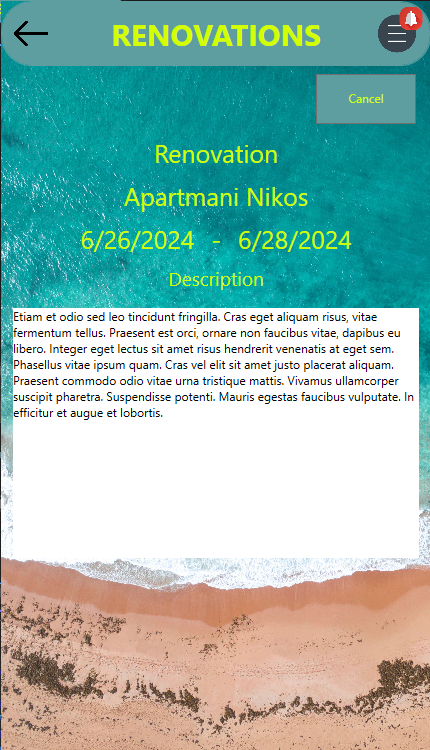 RENOVATIONS
Cancel
Renovation
Apartmani Nikos
6/26/2024 - 6/28/2024
Description
Etiam et odio sed leo tincidunt fringilla. Cras eget aliquam risus, vitae
fermentum tellus. Praesent est orci, ornare non faucibus vitae, dapibus eu
libero. Integer eget lectus sit amet risus hendrerit venenatis at eget sem.
Phasellus vitae ipsum quam. Cras vel elit sit amet justo placerat aliquam.
Praesent commodo odio vitae urna tristique mattis. Vivamus ullamcorper
suscipit pharetra. Suspendisse potenti. Mauris egestas faucibus vulputate. In
efficitur et augue et lobortis.